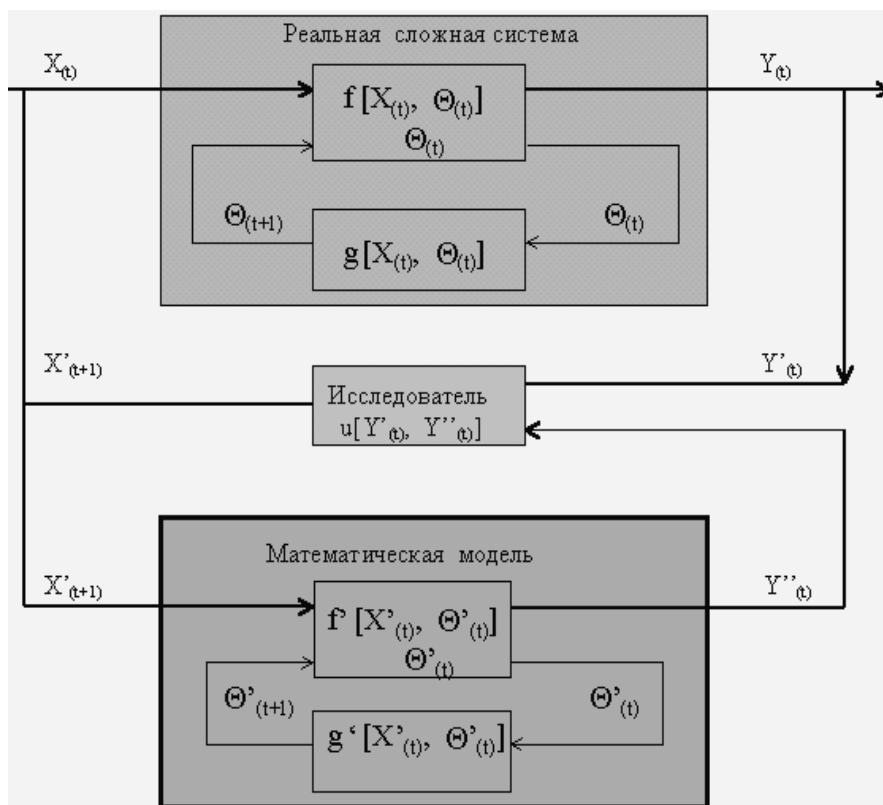 Реальная сложная система
X(t)
Y(t)
f [X(t), Θ(t)]
Θ(t)
Θ(t+1)
Θ(t)
g[X(t), Θ(t)]
X’(t+1)
Y’(t)
Исследователь
u[Y’(t), Y’’(t)]
Математическая модель
X’(t+1)
Y’’(t)
f’ [X’(t), Θ’(t)]
Θ’(t)
Θ’(t+1)
Θ’(t)
g‘ [X’(t), Θ’(t)]